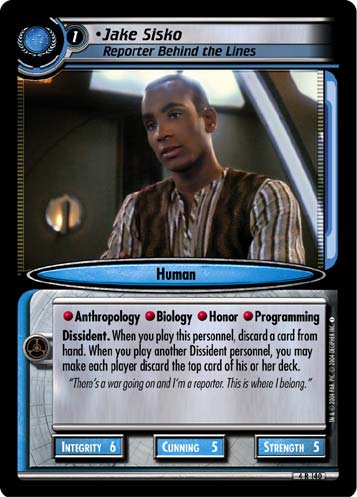 1 •Jake Sisko
Reporter Behind the Lines
Human
Anthropology Biology Honor Programming
Dissident. When you play this personnel, discard a card from
hand. When you play another Dissident personnel, you may
make each player discard the top card of his or her deck.
"There's a war going on and I'm a reporter. This is where I belong."
INTEGRITY 6 CUNNING 5 STRENGTH 5
4 R 140